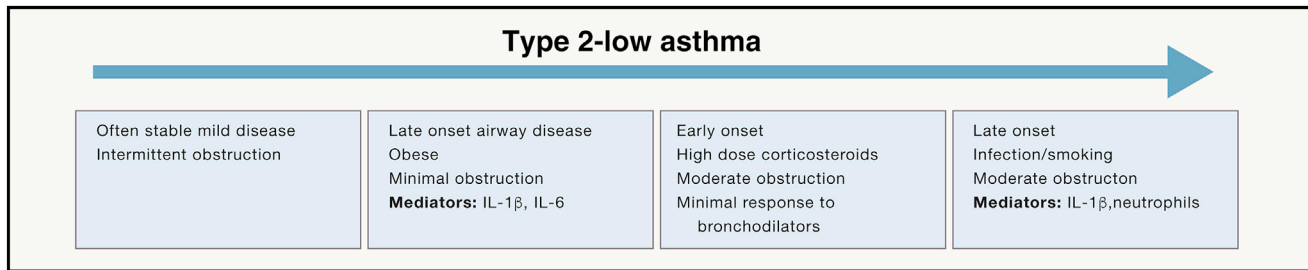 Type 2-low asthma
Often stable mild disease
Intermittent obstruction
Late onset airway disease
Obese
Minimal obstruction
Mediators: IL-1β, IL-6
Early onset
High dose corticosteroids
Moderate obstruction
Minimal response to
bronchodilators
Late onset
Infection/smoking
Moderate obstructon
Mediators: IL-1β,neutrophils